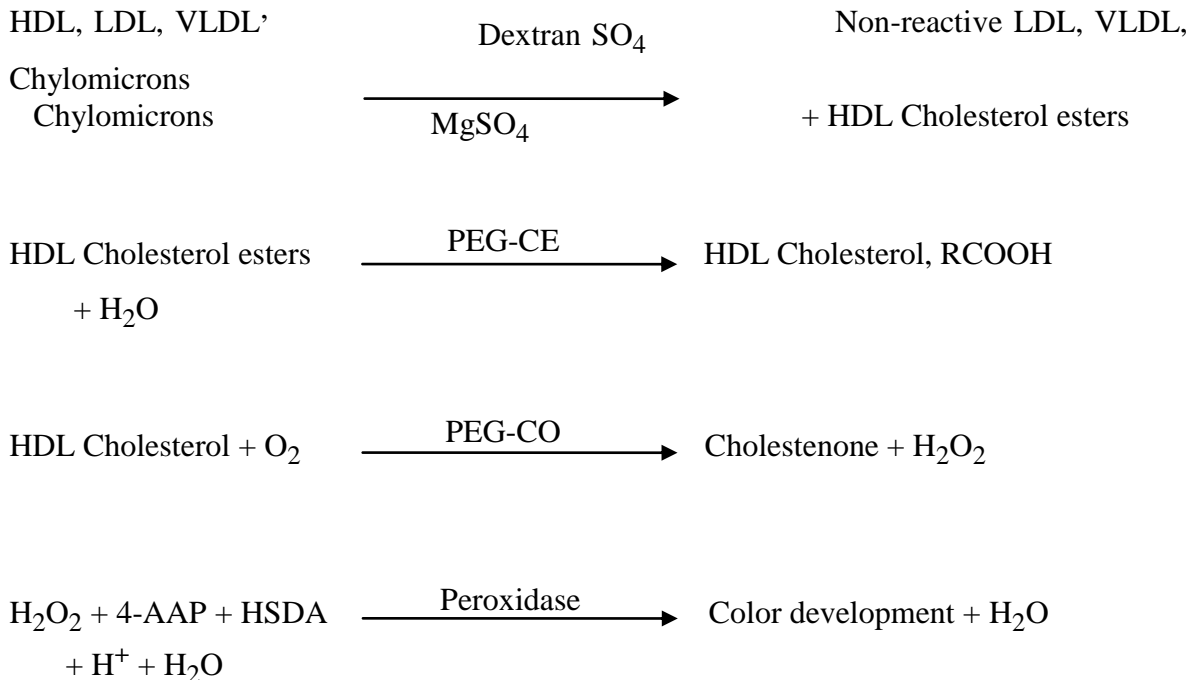 HDL, LDL, VLDL, Dextran SO₄ Non-reactive LDL, VLDL,
Chylomicrons
Chylomicrons MgSO₄ + HDL Cholesterol esters
HDL Cholesterol esters PEG-CE HDL Cholesterol, RCOOH
+ H₂O
HDL Cholesterol + O₂ PEG-CO Cholestenone + H₂O₂
H₂O₂ + 4-AAP + HSDA Peroxidase Color development + H₂O
+ H⁺ + H₂O